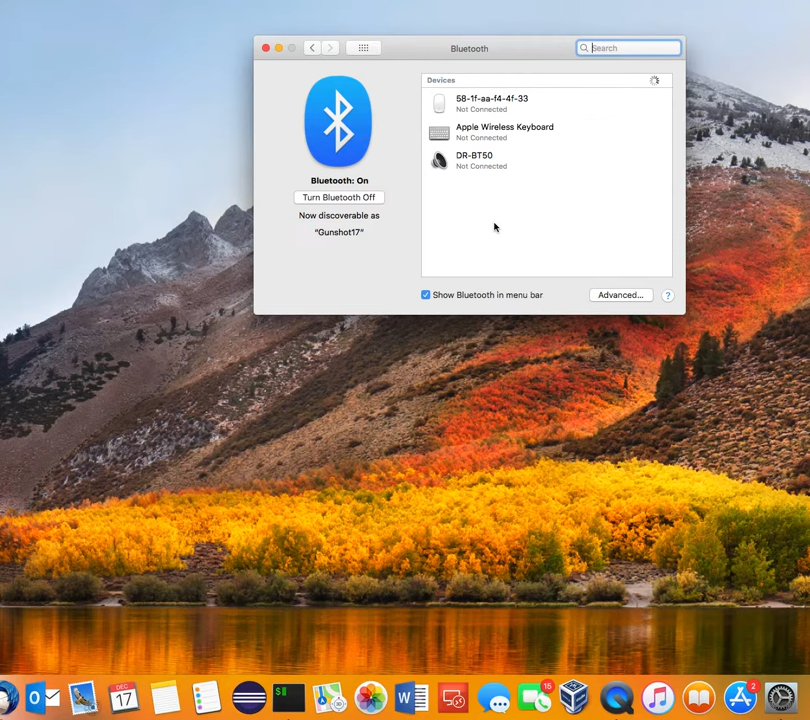 Bluetooth
Search
Devices
58-1f-aa-f4-4f-33
Not Connected
Apple Wireless Keyboard
Not Connected
DR-BT50
Not Connected
Bluetooth: On
Turn Bluetooth Off
Now discoverable as
“Gunshot17”
Show Bluetooth in menu bar
Advanced...
?
DEC
17
$
W
15
2